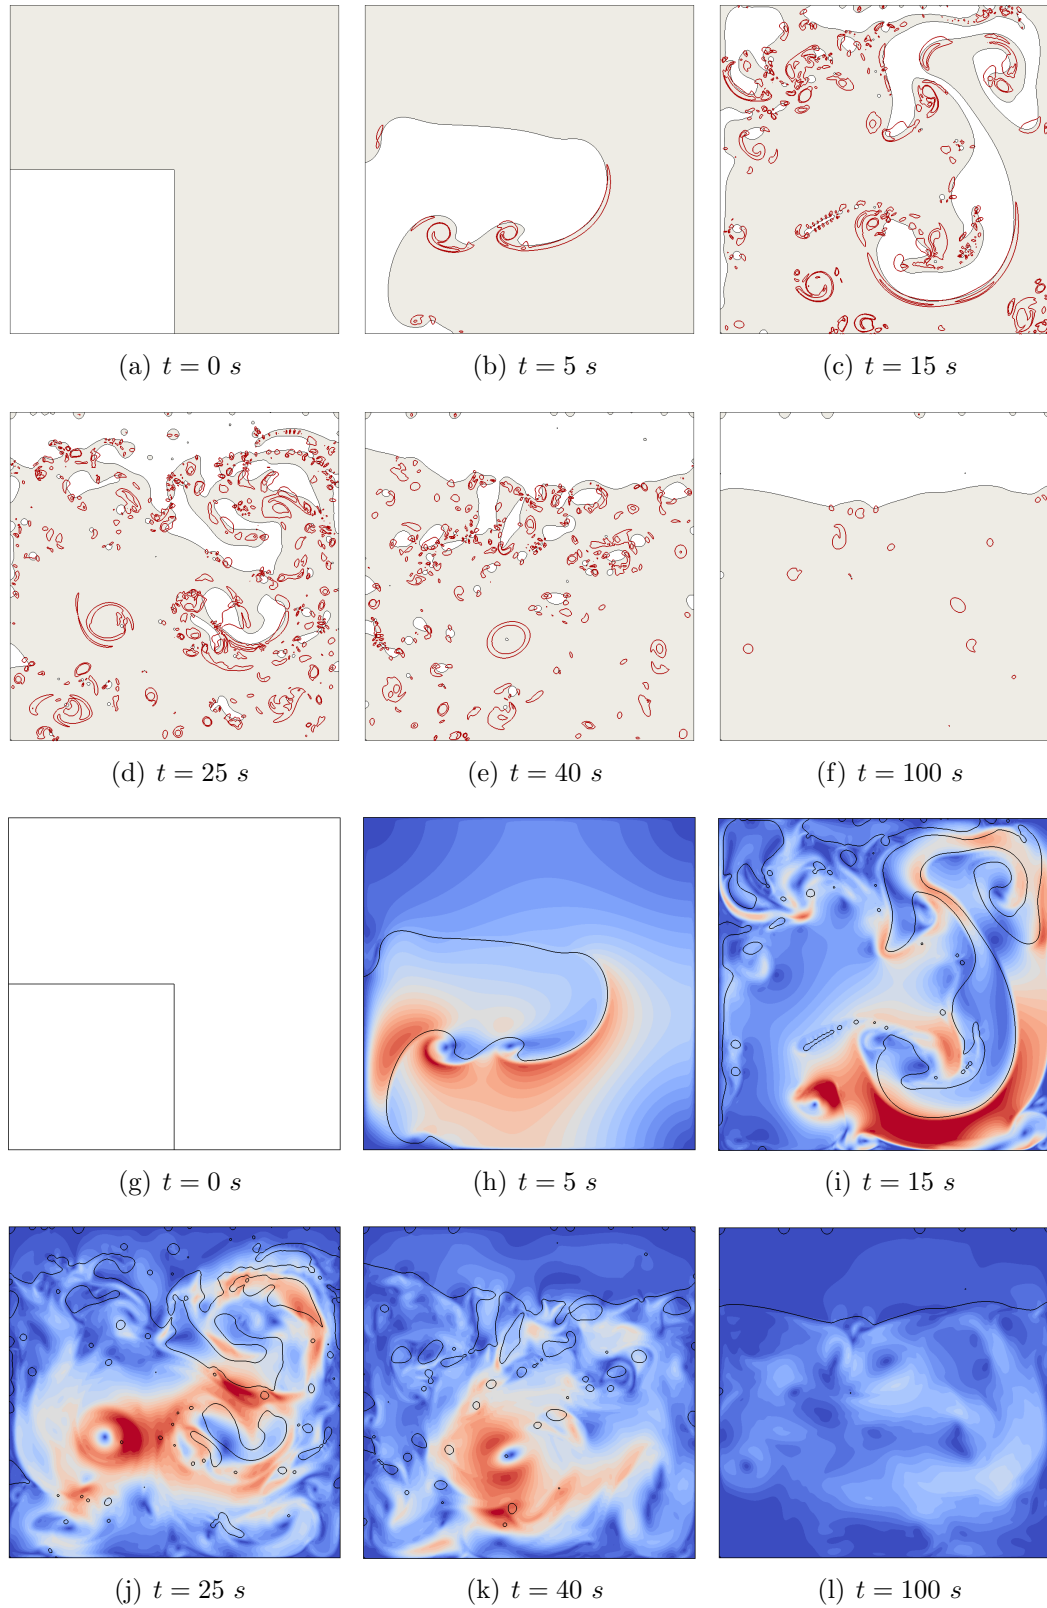 (a) t = 0 s
(b) t = 5 s
(c) t = 15 s
(d) t = 25 s
(e) t = 40 s
(f) t = 100 s
(g) t = 0 s
(h) t = 5 s
(i) t = 15 s
(j) t = 25 s
(k) t = 40 s
(l) t = 100 s